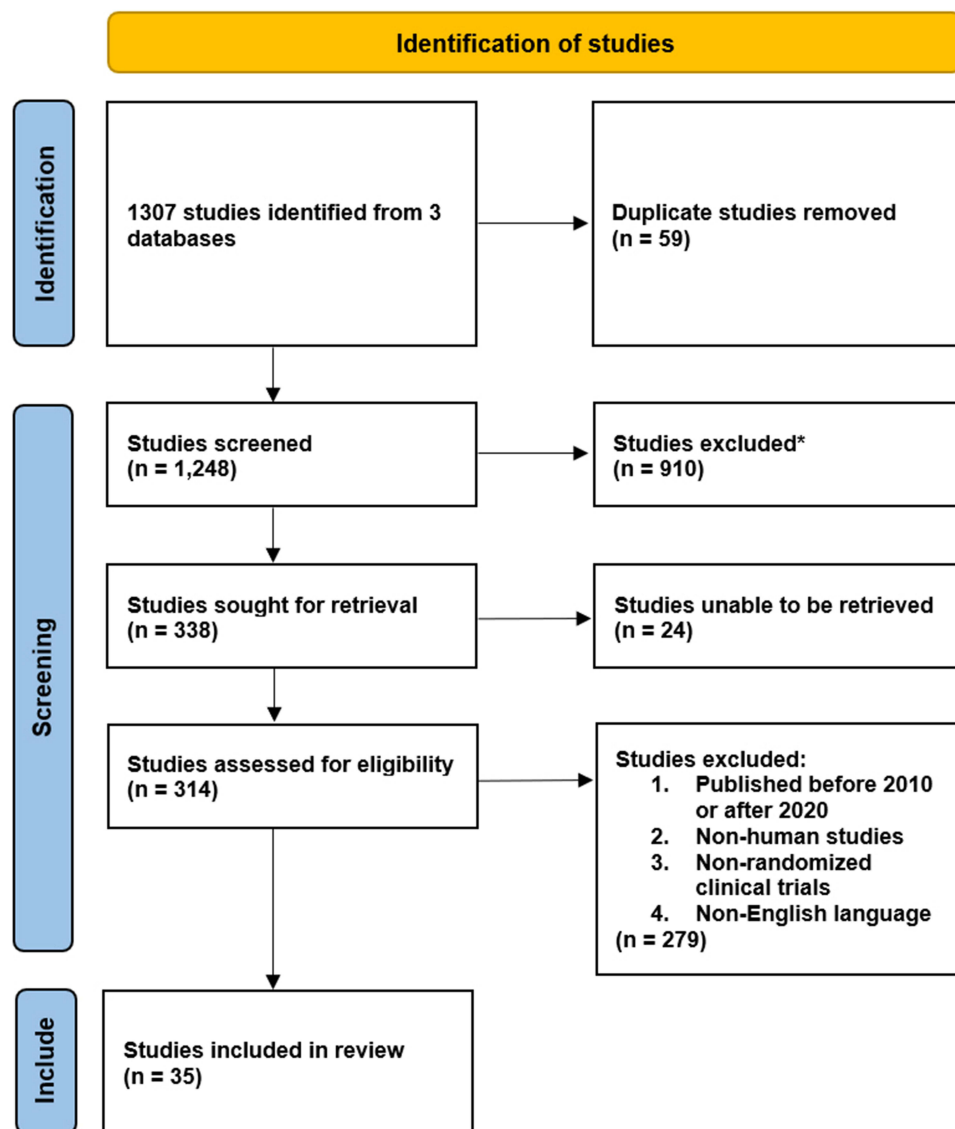 Identification of studies
Identification
1307 studies identified from 3
databases
Duplicate studies removed
(n = 59)
Screening
Studies screened
(n = 1,248)
Studies excluded*
(n = 910)
Studies sought for retrieval
(n = 338)
Studies unable to be retrieved
(n = 24)
Studies assessed for eligibility
(n = 314)
Studies excluded:
1. Published before 2010
or after 2020
2. Non-human studies
3. Non-randomized
clinical trials
4. Non-English language
(n = 279)
Include
Studies included in review
(n = 35)